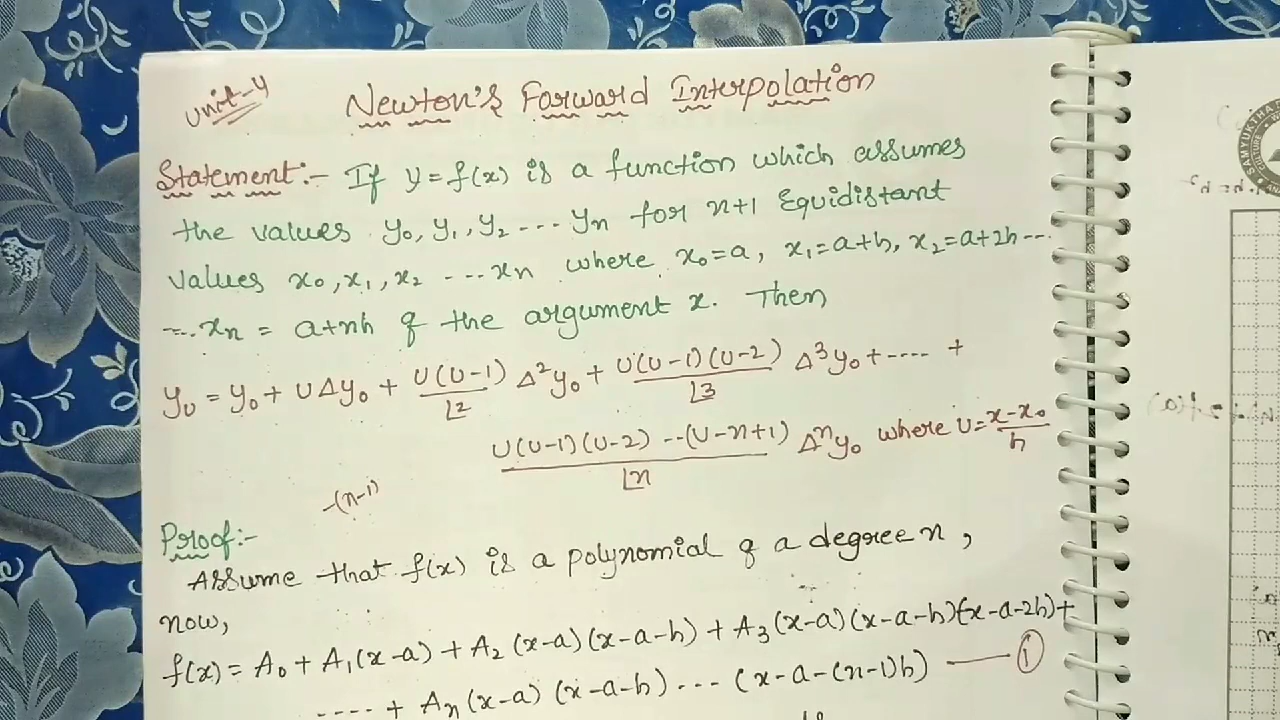 Unit-4
Newton's Forward Interpolation
Statement:- If y=f(x) is a function which assumes
the values y₀, y₁, y₂ ---- yn for n+1 Equidistant
values x₀, x₁, x₂ ---- xn where x₀=a, x₁=a+h, x₂=a+2h --
--. xn = a+nh of the argument x. Then
yᴜ = y₀ + UΔy₀ + U(U-1)/⌊2 Δ²y₀ + U(U-1)(U-2)/⌊3 Δ³y₀ + ---- +
U(U-1)(U-2) --(U-n+1)/⌊n Δⁿy₀ where U = x-x₀/h
-(n-1)
Proof:-
Assume that f(x) is a polynomial of a degree n,
now,
f(x) = A₀ + A₁(x-a) + A₂(x-a)(x-a-h) + A₃(x-a)(x-a-h)(x-a-2h)+
---- + An(x-a)(x-a-h)--- (x-a-(n-1)h) —— ①